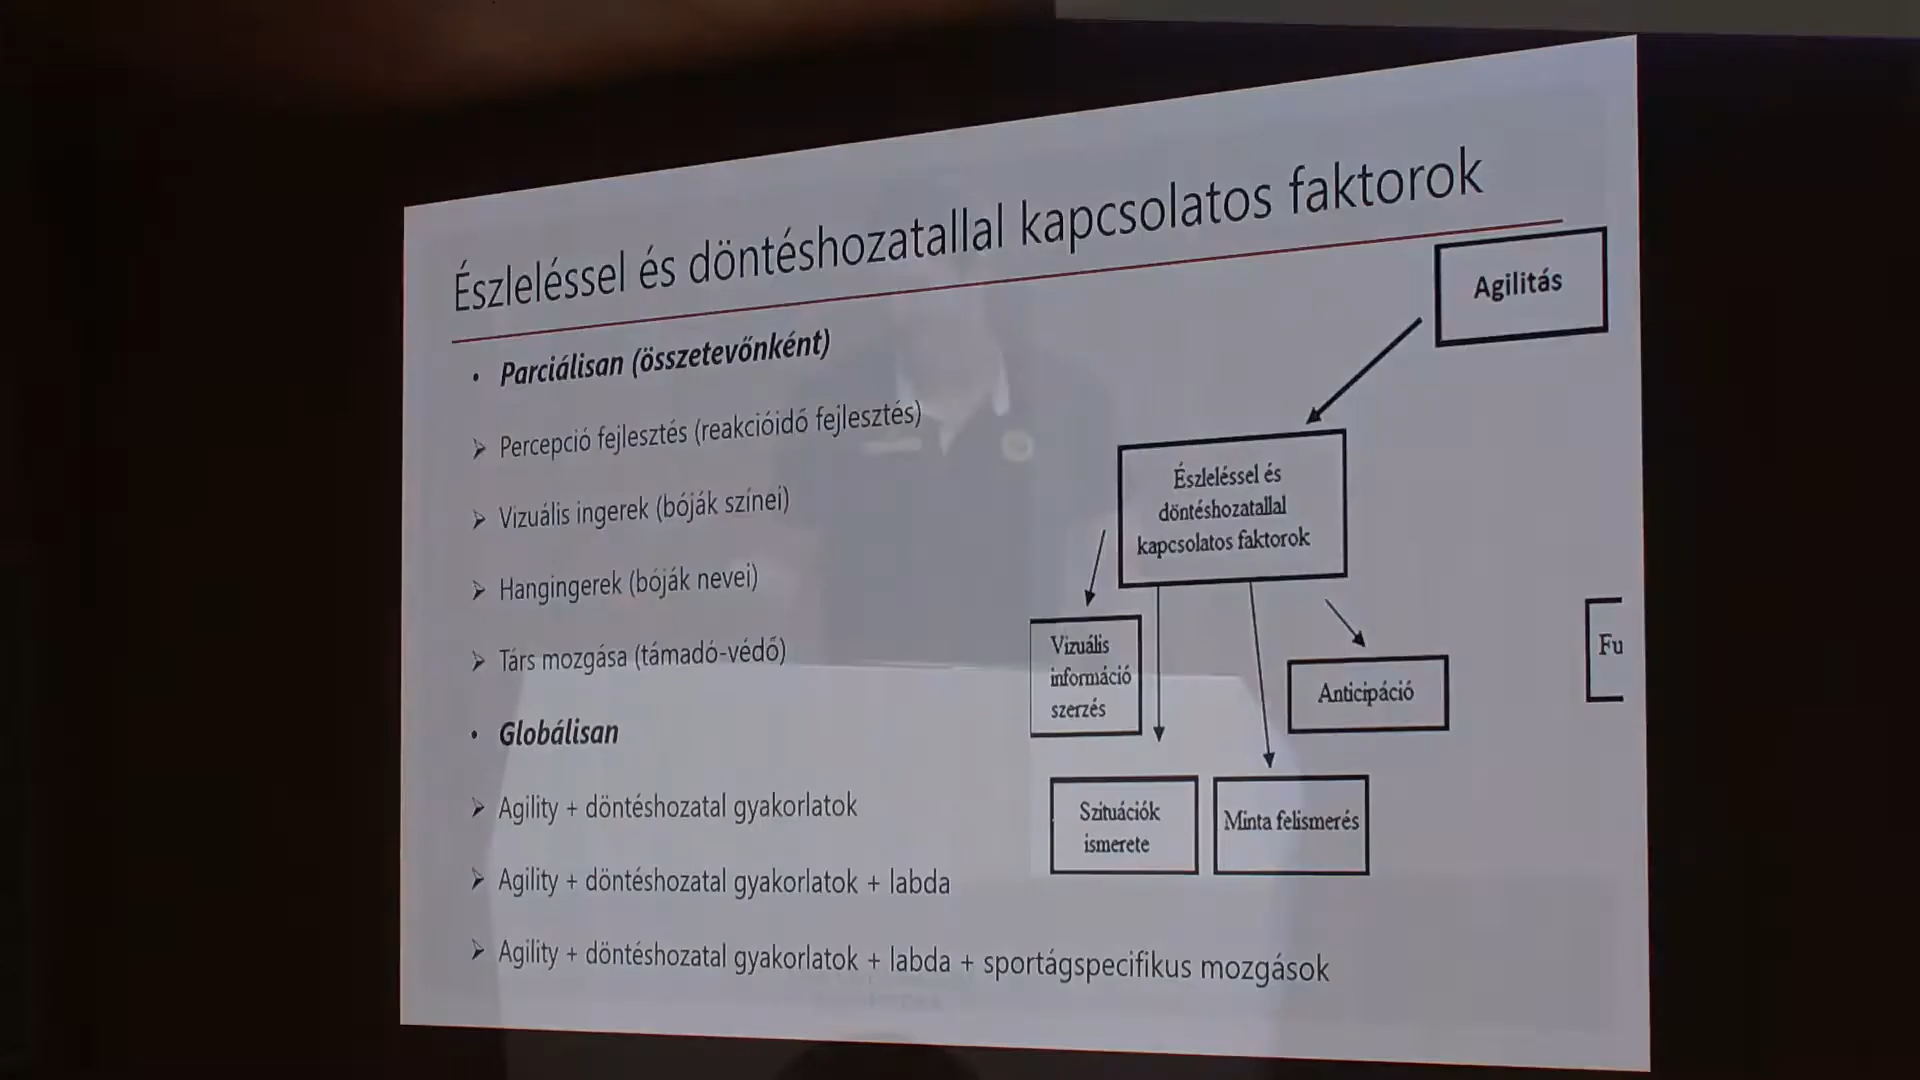 Észleléssel és döntéshozatallal kapcsolatos faktorok
• Parciálisan (összetevőnként)
➢ Percepció fejlesztés (reakcióidő fejlesztés)
➢ Vizuális ingerek (bóják színei)
➢ Hangingerek (bóják nevei)
➢ Társ mozgása (támadó-védő)
• Globálisan
➢ Agility + döntéshozatal gyakorlatok
➢ Agility + döntéshozatal gyakorlatok + labda
➢ Agility + döntéshozatal gyakorlatok + labda + sportágspecifikus mozgások
Agilitás
Észleléssel és
döntéshozatallal
kapcsolatos faktorok
Vizuális
információ
szerzés
Anticipáció
Szituációk
ismerete
Minta felismerés
Fu